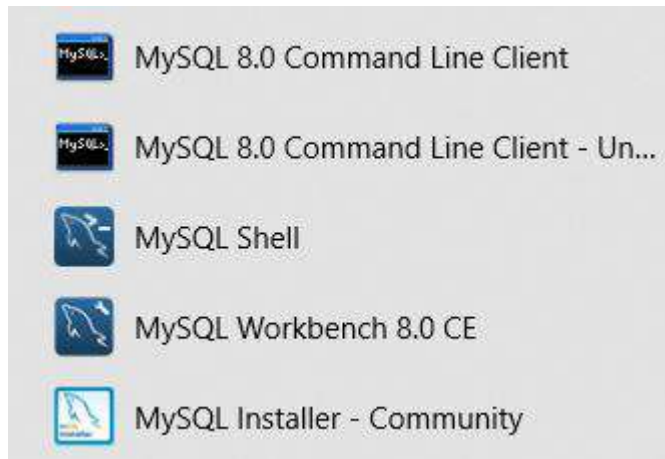 MySQL 8.0 Command Line Client
MySQL 8.0 Command Line Client - Un...
MySQL Shell
MySQL Workbench 8.0 CE
MySQL Installer - Community